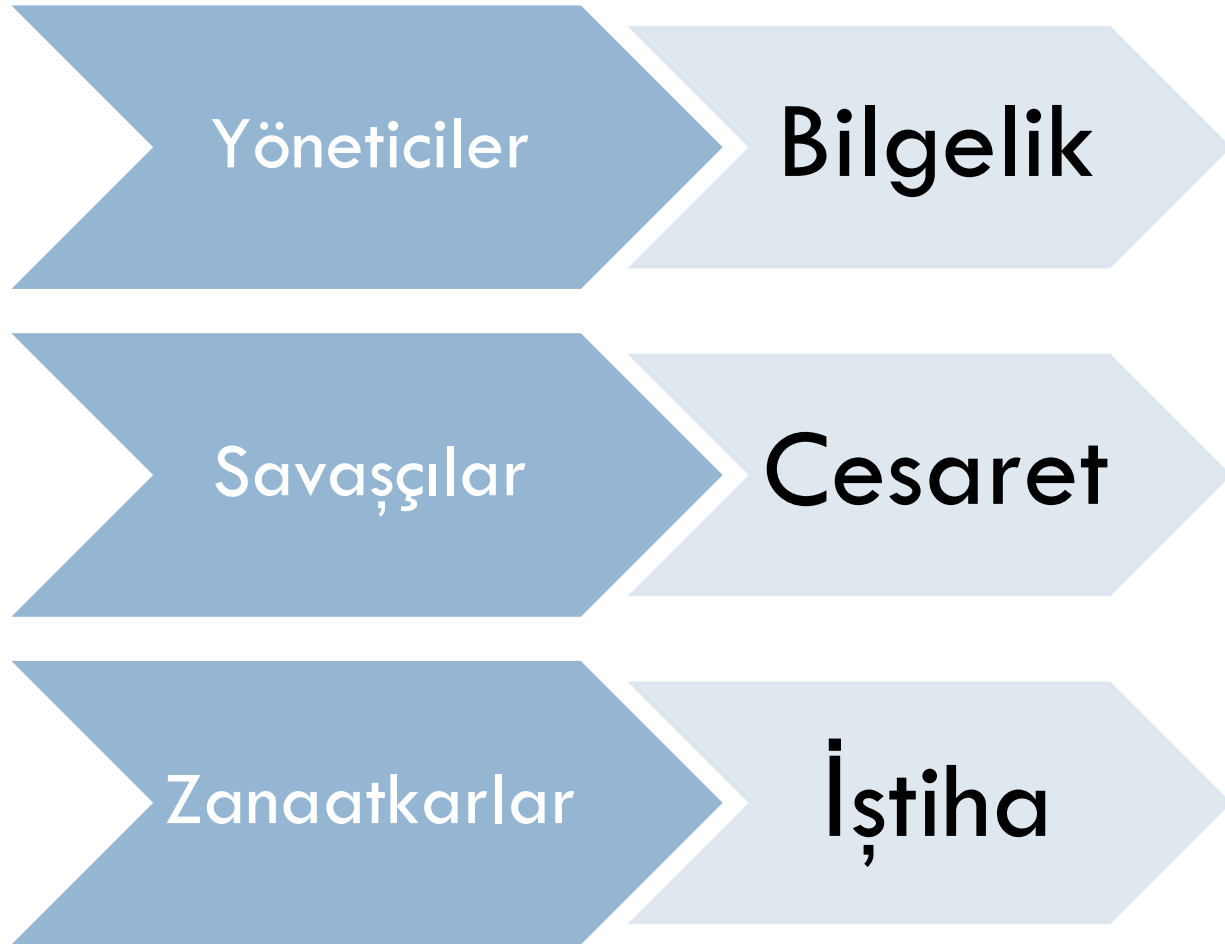 Yöneticiler
Bilgelik
Savaşçılar
Cesaret
Zanaatkarlar
İştiha